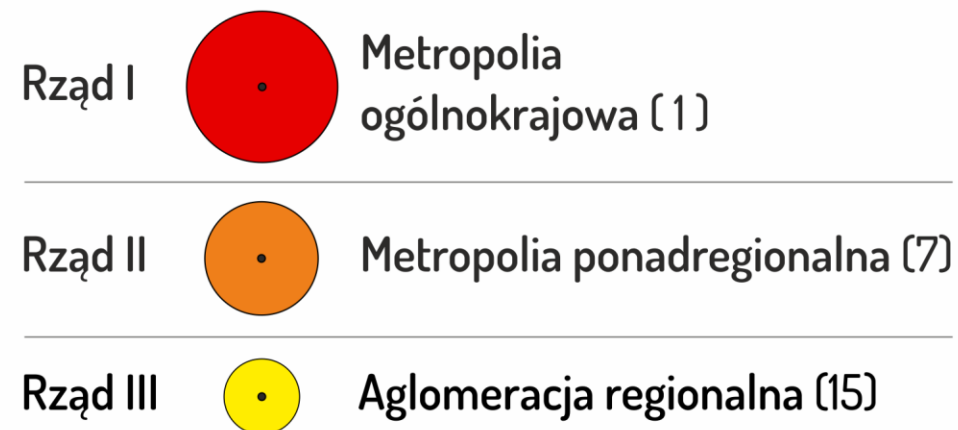 Rząd I
Metropolia
ogólnokrajowa (1)
Rząd II
Metropolia ponadregionalna (7)
Rząd III
Aglomeracja regionalna (15)